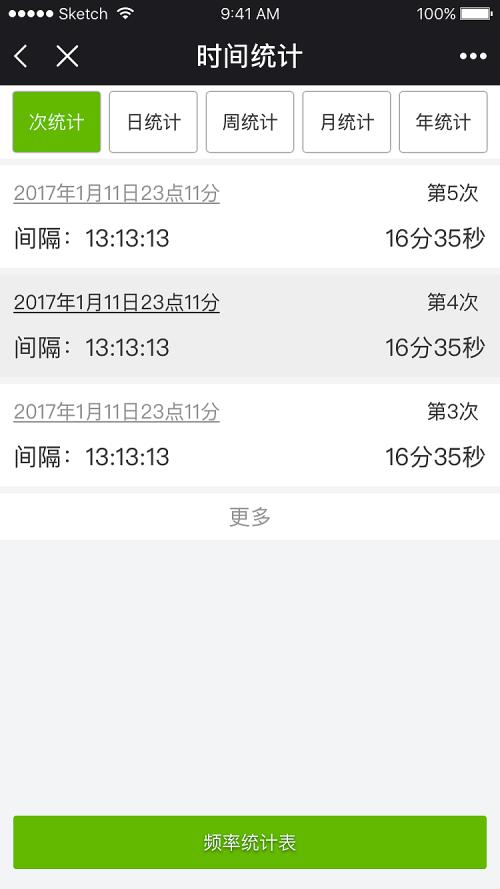 Sketch 9:41 AM 100%
时间统计
次统计 日统计 周统计 月统计 年统计
2017年1月11日23点11分 第5次
间隔：13:13:13 16分35秒
2017年1月11日23点11分 第4次
间隔：13:13:13 16分35秒
2017年1月11日23点11分 第3次
间隔：13:13:13 16分35秒
更多
频率统计表